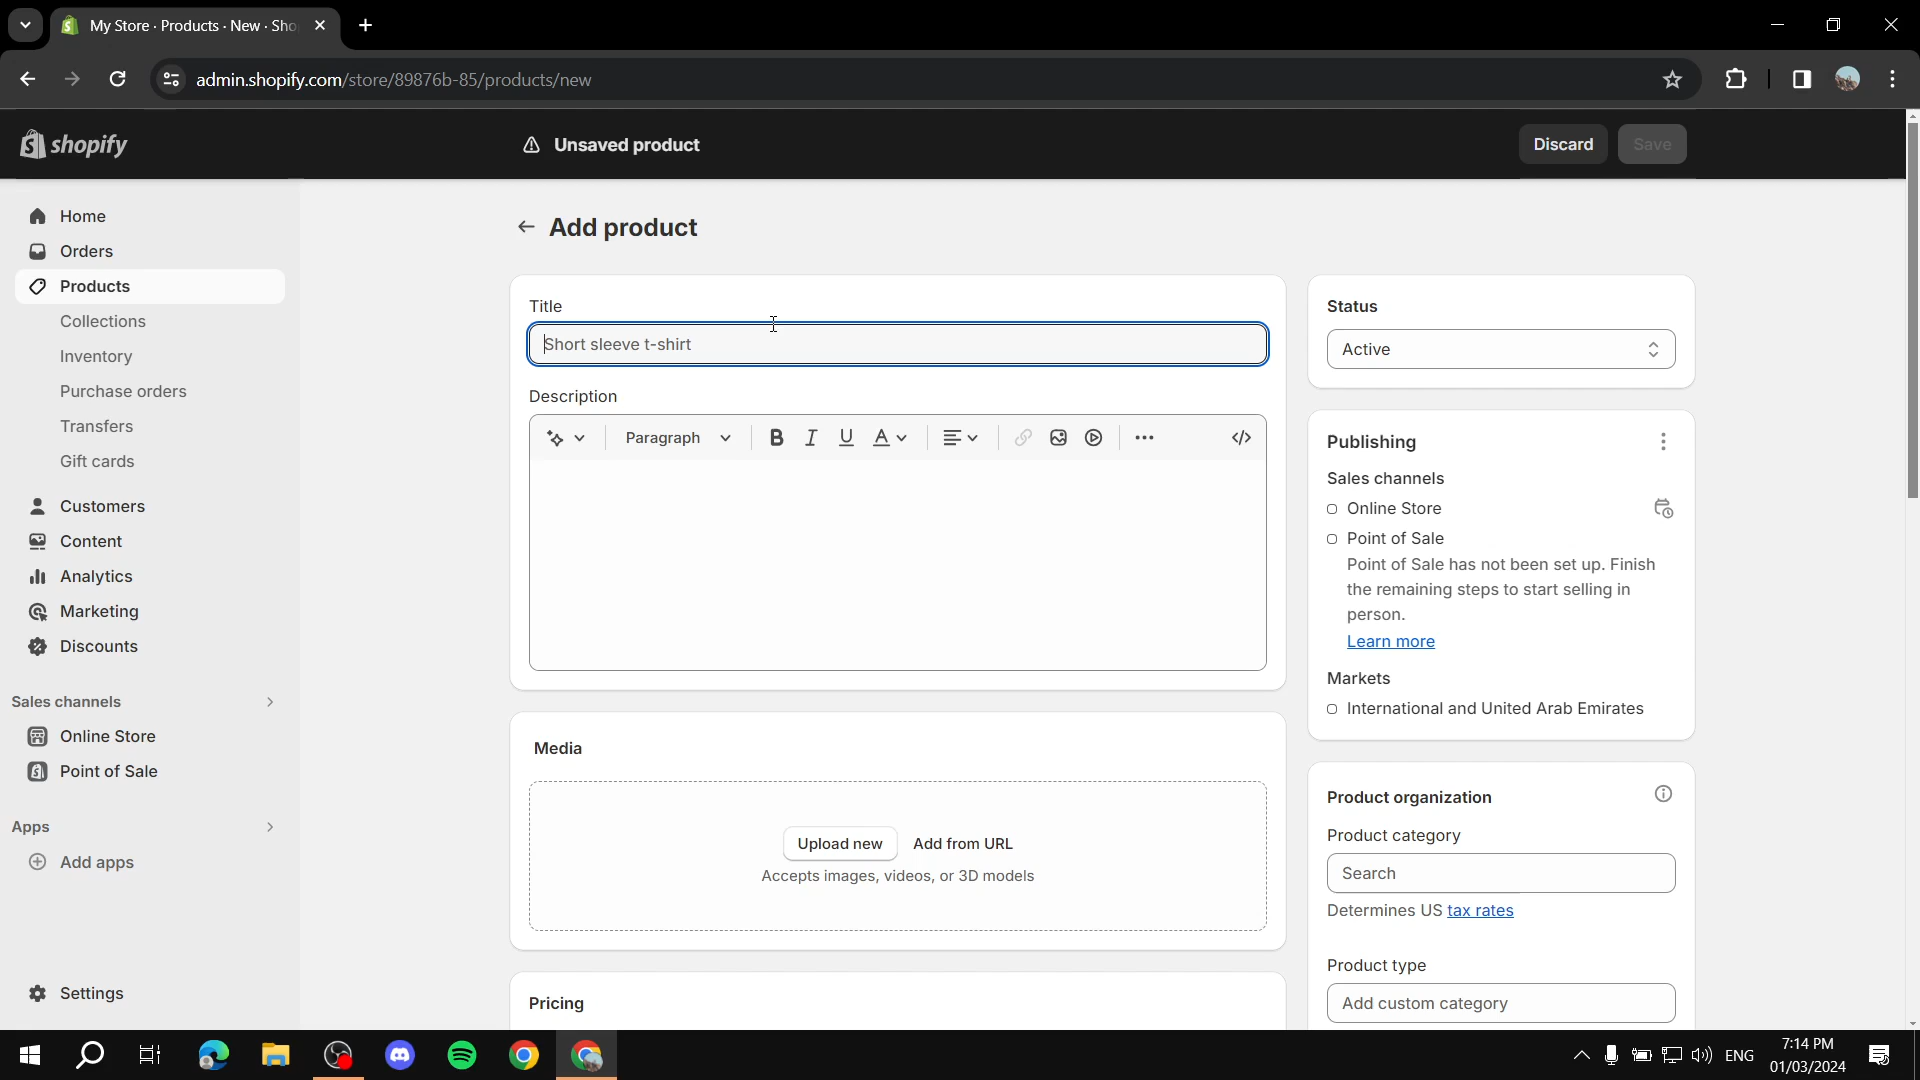 My Store · Products · New · Sho
admin.shopify.com/store/89876b-85/products/new
shopify
Unsaved product
Discard
Save
Home
Orders
Products
Collections
Inventory
Purchase orders
Transfers
Gift cards
Customers
Content
Analytics
Marketing
Discounts
Sales channels
Online Store
Point of Sale
Apps
Add apps
Settings
Add product
Title
Short sleeve t-shirt
Description
Paragraph
B I U A
Media
Upload new
Add from URL
Accepts images, videos, or 3D models
Pricing
Status
Active
Publishing
Sales channels
Online Store
Point of Sale
Point of Sale has not been set up. Finish
the remaining steps to start selling in
person.
Learn more
Markets
International and United Arab Emirates
Product organization
Product category
Search
Determines US tax rates
Product type
Add custom category
ENG
7:14 PM
01/03/2024